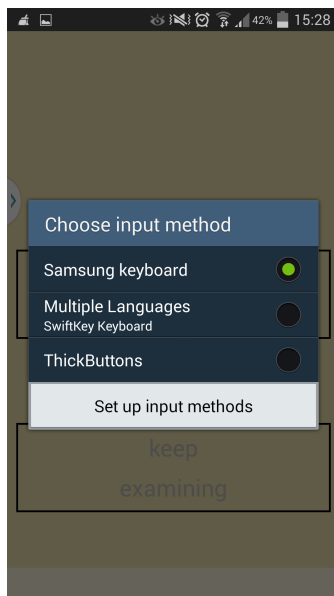 42% 15:28
Choose input method
Samsung keyboard
Multiple Languages
SwiftKey Keyboard
ThickButtons
Set up input methods
keep
examining